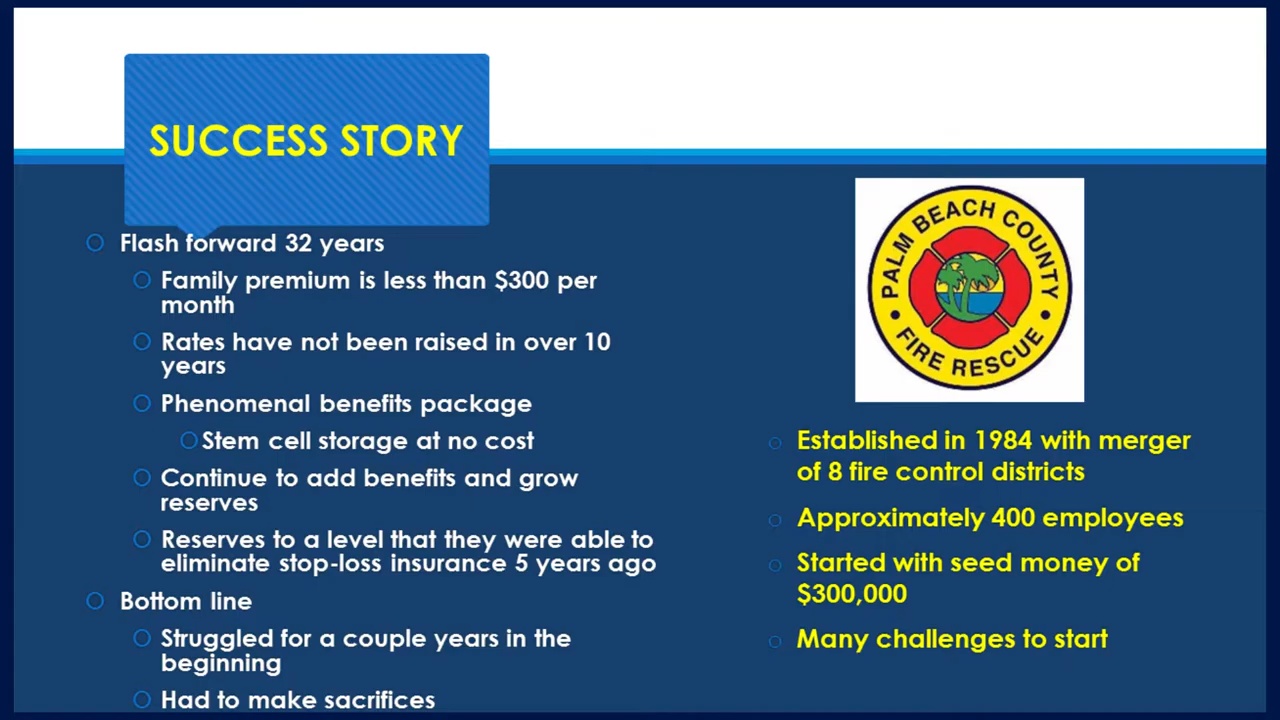 SUCCESS STORY
Flash forward 32 years
Family premium is less than $300 per
month
Rates have not been raised in over 10
years
Phenomenal benefits package
Stem cell storage at no cost
Continue to add benefits and grow
reserves
Reserves to a level that they were able to
eliminate stop-loss insurance 5 years ago
Bottom line
Struggled for a couple years in the
beginning
Had to make sacrifices
PALM BEACH COUNTY
FIRE RESCUE
Established in 1984 with merger
of 8 fire control districts
Approximately 400 employees
Started with seed money of
$300,000
Many challenges to start